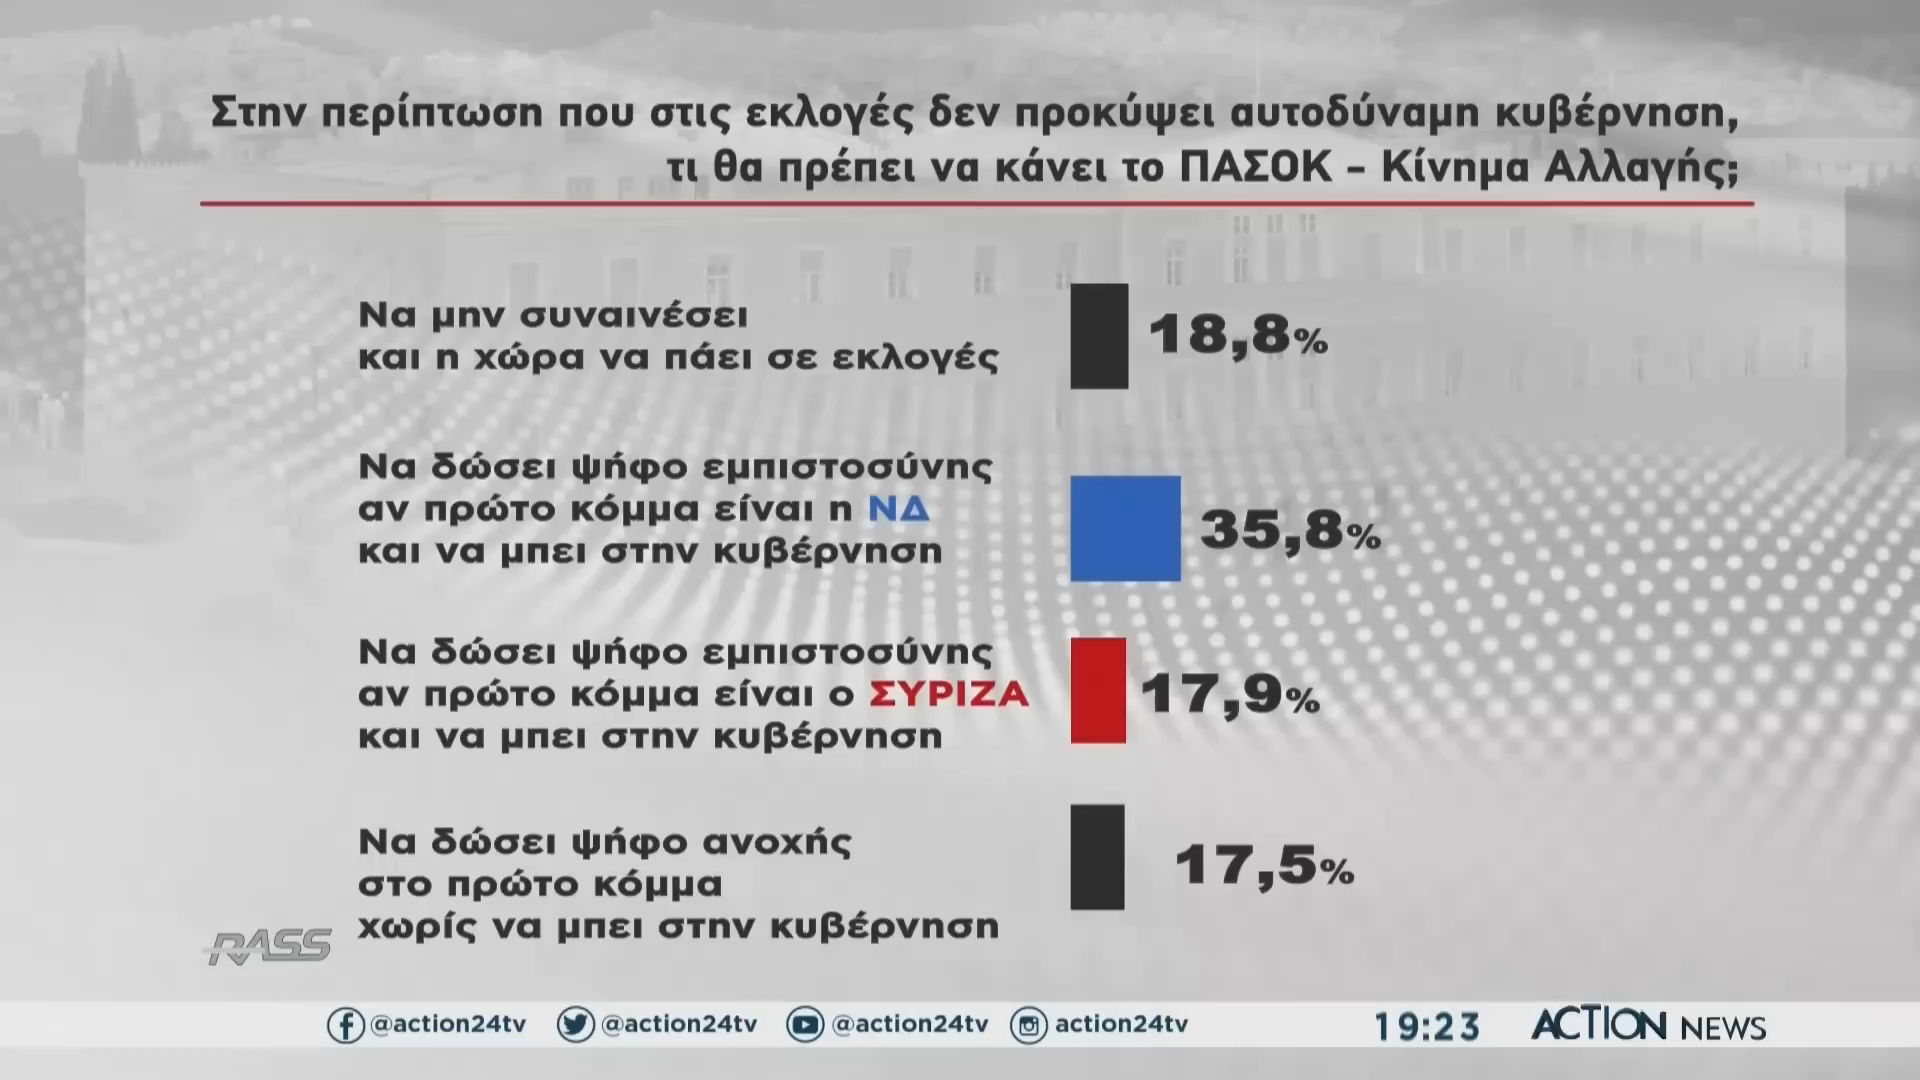 Στην περίπτωση που στις εκλογές δεν προκύψει αυτοδύναμη κυβέρνηση,
τι θα πρέπει να κάνει το ΠΑΣΟΚ - Κίνημα Αλλαγής;
Να μην συναινέσει
και η χώρα να πάει σε εκλογές
18,8%
Να δώσει ψήφο εμπιστοσύνης
αν πρώτο κόμμα είναι η ΝΔ
και να μπει στην κυβέρνηση
35,8%
Να δώσει ψήφο εμπιστοσύνης
αν πρώτο κόμμα είναι ο ΣΥΡΙΖΑ
και να μπει στην κυβέρνηση
17,9%
Να δώσει ψήφο ανοχής
στο πρώτο κόμμα
χωρίς να μπει στην κυβέρνηση
17,5%
RASS
@action24tv @action24tv @action24tv action24tv 19:23 ACTION NEWS